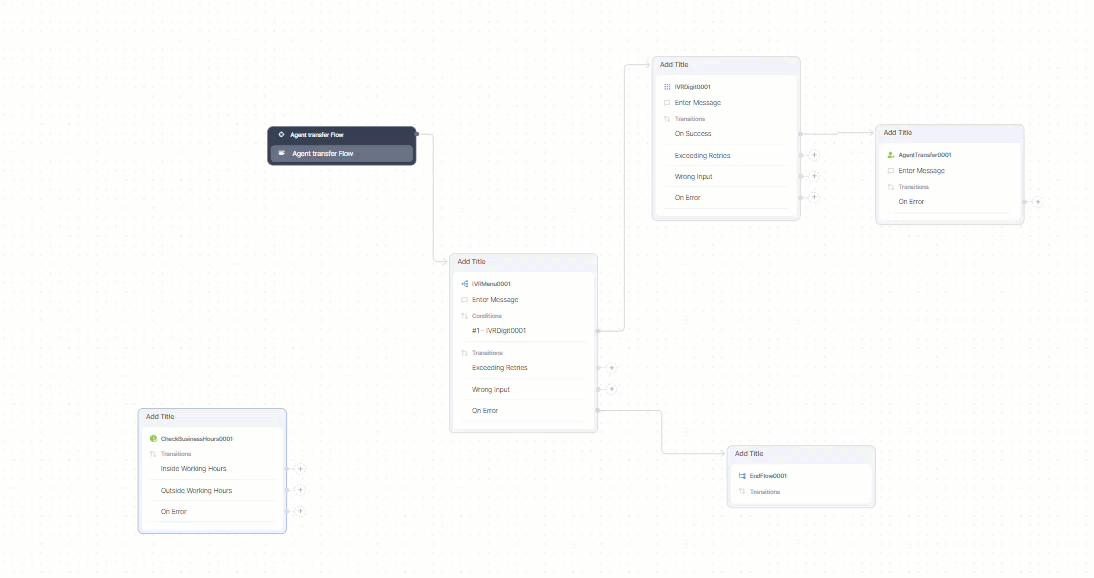 Agent transfer Flow
Agent transfer Flow
Add Title
IVRMenu0001
Enter Message
Conditions
#1 - IVRDigit0001
Transitions
Exceeding Retries
Wrong Input
On Error
Add Title
IVRDigit0001
Enter Message
Transitions
On Success
Exceeding Retries
Wrong Input
On Error
Add Title
AgentTransfer0001
Enter Message
Transitions
On Error
Add Title
CheckBusinessHours0001
Transitions
Inside Working Hours
Outside Working Hours
On Error
Add Title
EndFlow0001
Transitions